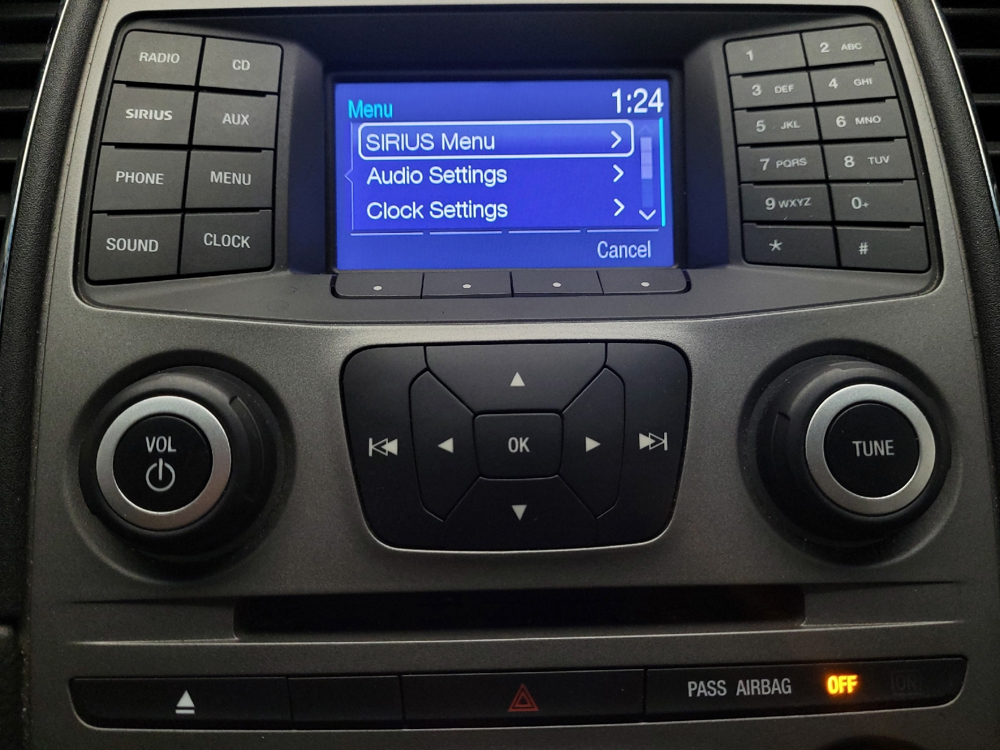 RADIO
CD
SIRIUS
AUX
PHONE
MENU
SOUND
CLOCK
Menu
1:24
SIRIUS Menu
Audio Settings
Clock Settings
Cancel
1
2 ABC
3 DEF
4 GHI
5 JKL
6 MNO
7 PQRS
8 TUV
9 WXYZ
0+
*
#
VOL
OK
TUNE
PASS AIRBAG OFF ON